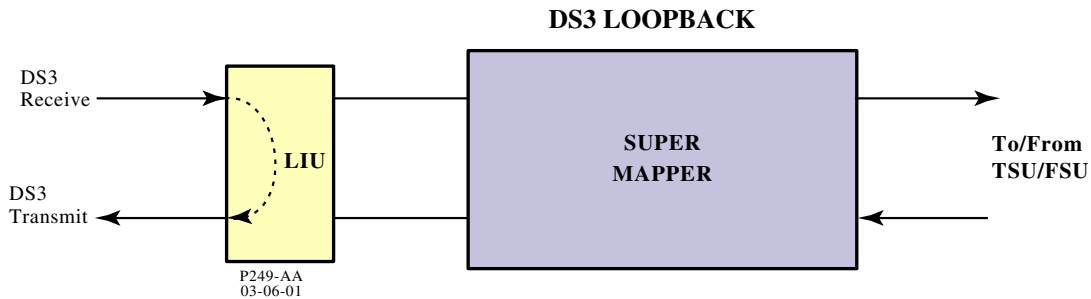 DS3 LOOPBACK
DS3
Receive
LIU
SUPER
MAPPER
To/From
TSU/FSU
DS3
Transmit
P249-AA
03-06-01